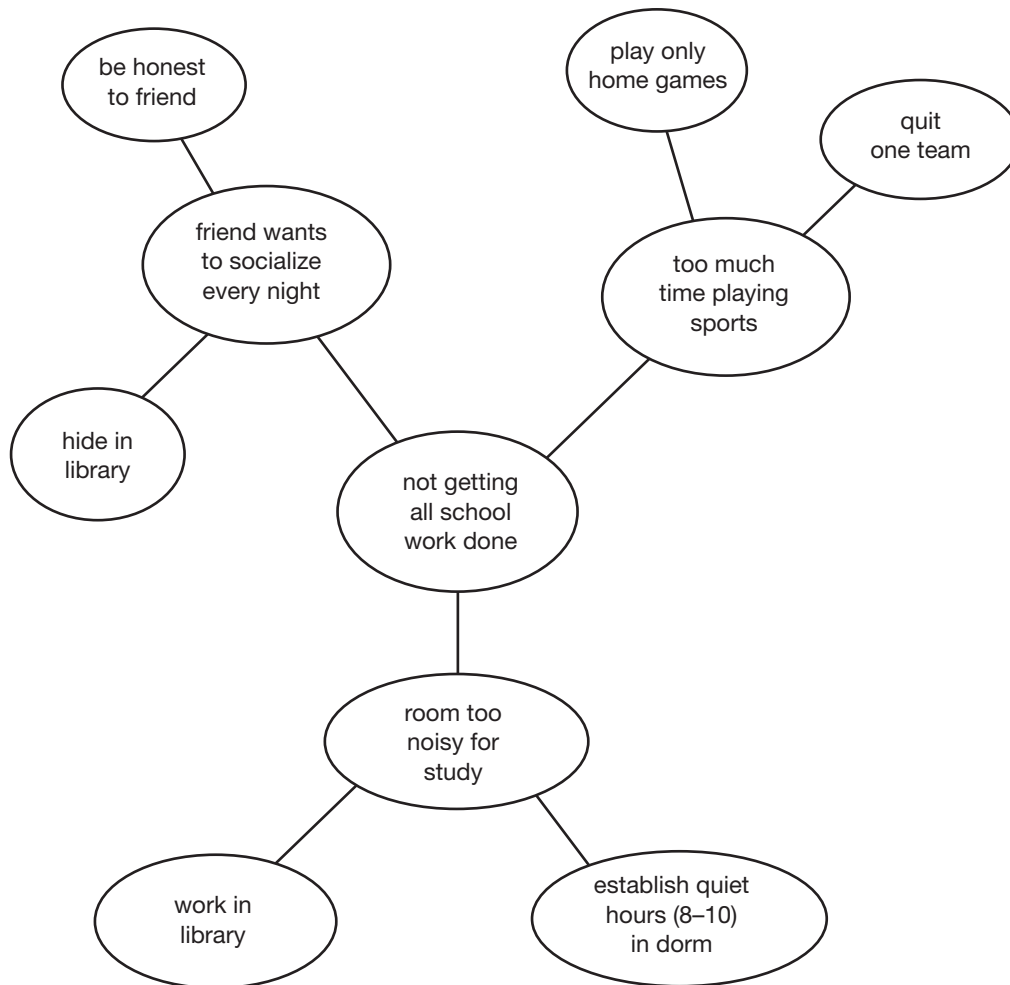 be honest
to friend
play only
home games
quit
one team
friend wants
to socialize
every night
too much
time playing
sports
hide in
library
not getting
all school
work done
room too
noisy for
study
work in
library
establish quiet
hours (8–10)
in dorm